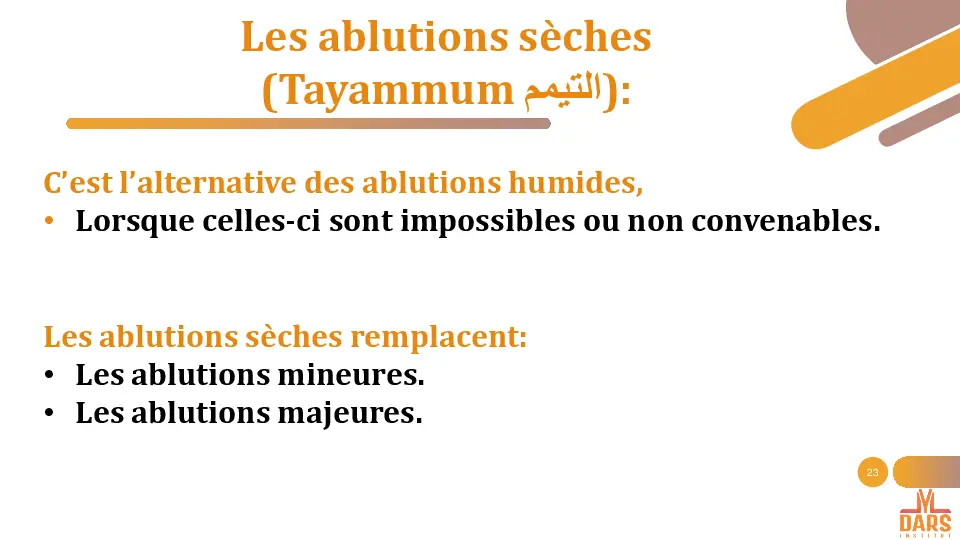 Les ablutions sèches
(Tayammum التيمم):
C’est l’alternative des ablutions humides,
• Lorsque celles-ci sont impossibles ou non convenables.
Les ablutions sèches remplacent:
• Les ablutions mineures.
• Les ablutions majeures.
23
DARS
INSTITUT